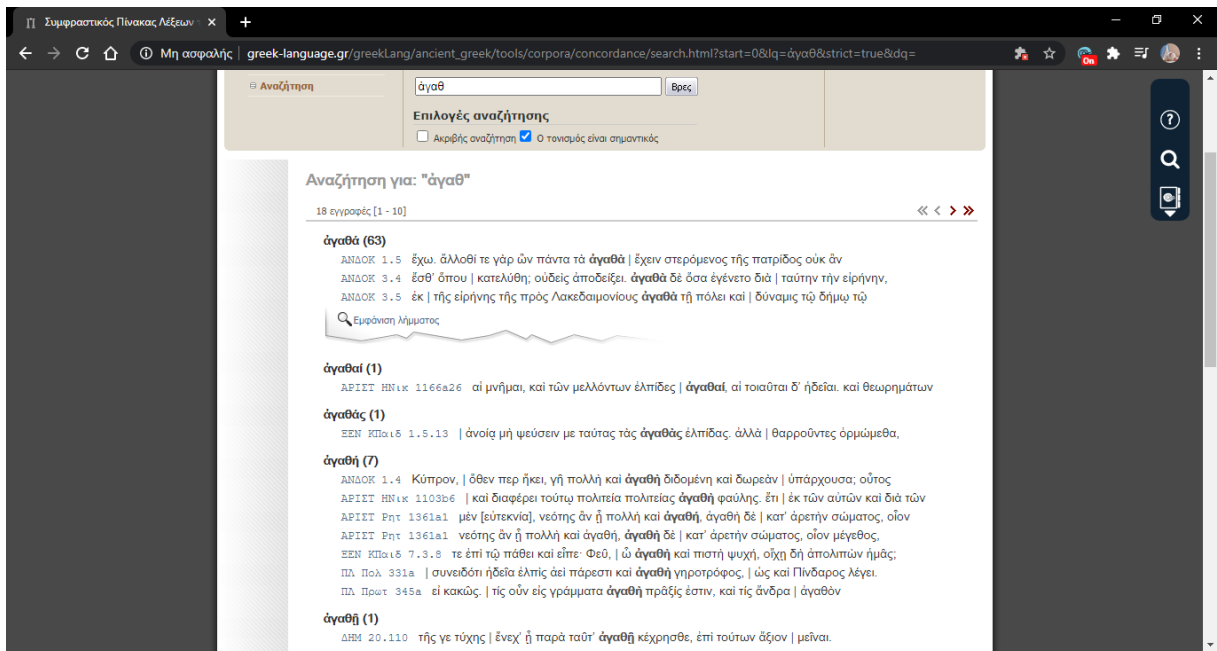 Συμφραστικός Πίνακας Λέξεων
Μη ασφαλής | greek-language.gr/greekLang/ancient_greek/tools/corpora/concordance/search.html?start=0&lq=ἀγαθ&strict=true&dq=
On
Αναζήτηση
ἀγαθ
Βρες
Επιλογές αναζήτησης
Ακριβής αναζήτηση Ο τονισμός είναι σημαντικός
Αναζήτηση για: "ἀγαθ"
18 εγγραφές [1 - 10]
ἀγαθά (63)
ΑΝΔΟΚ 1.5 ἔχω. ἄλλοθί τε γὰρ ὢν πάντα τὰ ἀγαθὰ | ἔχειν στερόμενος τῆς πατρίδος οὐκ ἂν
ΑΝΔΟΚ 3.4 ἔσθ' ὅπου | κατελύθη; οὐδεὶς ἀποδείξει. ἀγαθὰ δὲ ὅσα ἐγένετο διὰ | ταύτην τὴν εἰρήνην,
ΑΝΔΟΚ 3.5 ἐκ | τῆς εἰρήνης τῆς πρὸς Λακεδαιμονίους ἀγαθὰ τῇ πόλει καὶ | δύναμις τῷ δήμῳ τῷ
Εμφάνιση λήμματος
ἀγαθαί (1)
ΑΡΙΣΤ ΗΝικ 1166a26 αἱ μνῆμαι, καὶ τῶν μελλόντων ἐλπίδες | ἀγαθαί, αἱ τοιαῦται δ' ἡδεῖαι. καὶ θεωρημάτων
ἀγαθάς (1)
ΞΕΝ ΚΠαιδ 1.5.13 | ἀνοίᾳ μὴ ψεύσειν με ταύτας τὰς ἀγαθὰς ἐλπίδας. ἀλλὰ | θαρροῦντες ὁρμώμεθα,
ἀγαθή (7)
ΑΝΔΟΚ 1.4 Κύπρον, | ὅθεν περ ἥκει, γῆ πολλὴ καὶ ἀγαθὴ διδομένη καὶ δωρεὰν | ὑπάρχουσα; οὗτος
ΑΡΙΣΤ ΗΝικ 1103b6 | καὶ διαφέρει τούτῳ πολιτεία πολιτείας ἀγαθὴ φαύλης. ἔτι | ἐκ τῶν αὐτῶν καὶ διὰ τῶν
ΑΡΙΣΤ Ρητ 1361a1 μὲν [εὐτεκνία], νεότης ἂν ᾖ πολλὴ καὶ ἀγαθή, ἀγαθὴ δὲ | κατ' ἀρετὴν σώματος, οἷον
ΑΡΙΣΤ Ρητ 1361a1 νεότης ἂν ᾖ πολλὴ καὶ ἀγαθή, ἀγαθὴ δὲ | κατ' ἀρετὴν σώματος, οἷον μέγεθος,
ΞΕΝ ΚΠαιδ 7.3.8 τε ἐπὶ τῷ πάθει καὶ εἶπε· Φεῦ, | ὦ ἀγαθὴ καὶ πιστὴ ψυχή, οἴχῃ δὴ ἀπολιπὼν ἡμᾶς;
ΠΛ Πολ 331a | συνειδότι ἡδεῖα ἐλπὶς ἀεὶ πάρεστι καὶ ἀγαθὴ γηροτρόφος, | ὡς καὶ Πίνδαρος λέγει.
ΠΛ Πρωτ 345a εἰ κακῶς. | τίς οὖν εἰς γράμματα ἀγαθὴ πρᾶξίς ἐστιν, καὶ τίς ἄνδρα | ἀγαθὸν
ἀγαθῇ (1)
ΔΗΜ 20.110 τῆς γε τύχης | ἕνεχ' ᾗ παρὰ ταῦτ' ἀγαθῇ κέχρησθε, ἐπὶ τούτων ἄξιον | μεῖναι.